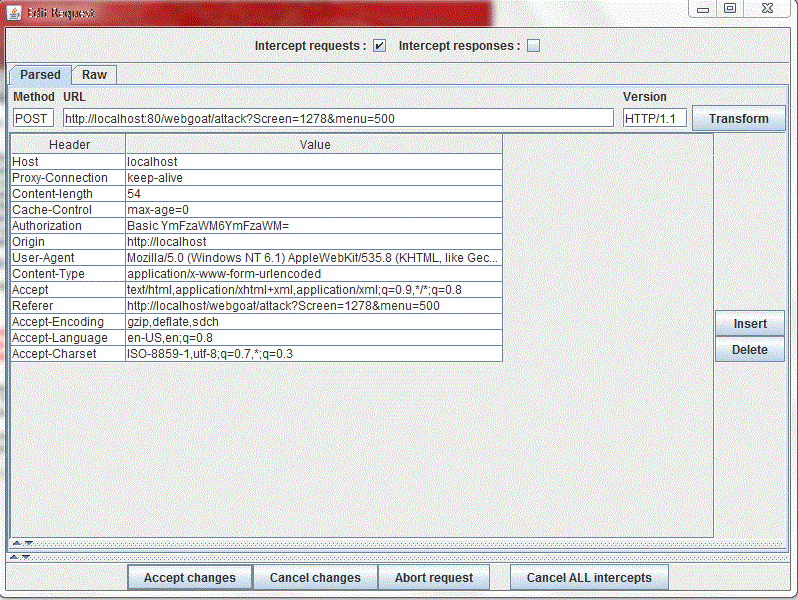 Edit Request
Intercept requests : Intercept responses :
Parsed Raw
Method URL Version
POST http://localhost:80/webgoat/attack?Screen=1278&menu=500 HTTP/1.1 Transform
Header Value
Host localhost
Proxy-Connection keep-alive
Content-length 54
Cache-Control max-age=0
Authorization Basic YmFzaWM6YmFzaWM=
Origin http://localhost
User-Agent Mozilla/5.0 (Windows NT 6.1) AppleWebKit/535.8 (KHTML, like Gec...
Content-Type application/x-www-form-urlencoded
Accept text/html,application/xhtml+xml,application/xml;q=0.9,*/*;q=0.8
Referer http://localhost/webgoat/attack?Screen=1278&menu=500
Accept-Encoding gzip,deflate,sdch
Accept-Language en-US,en;q=0.8
Accept-Charset ISO-8859-1,utf-8;q=0.7,*;q=0.3
Insert
Delete
Accept changes Cancel changes Abort request Cancel ALL intercepts